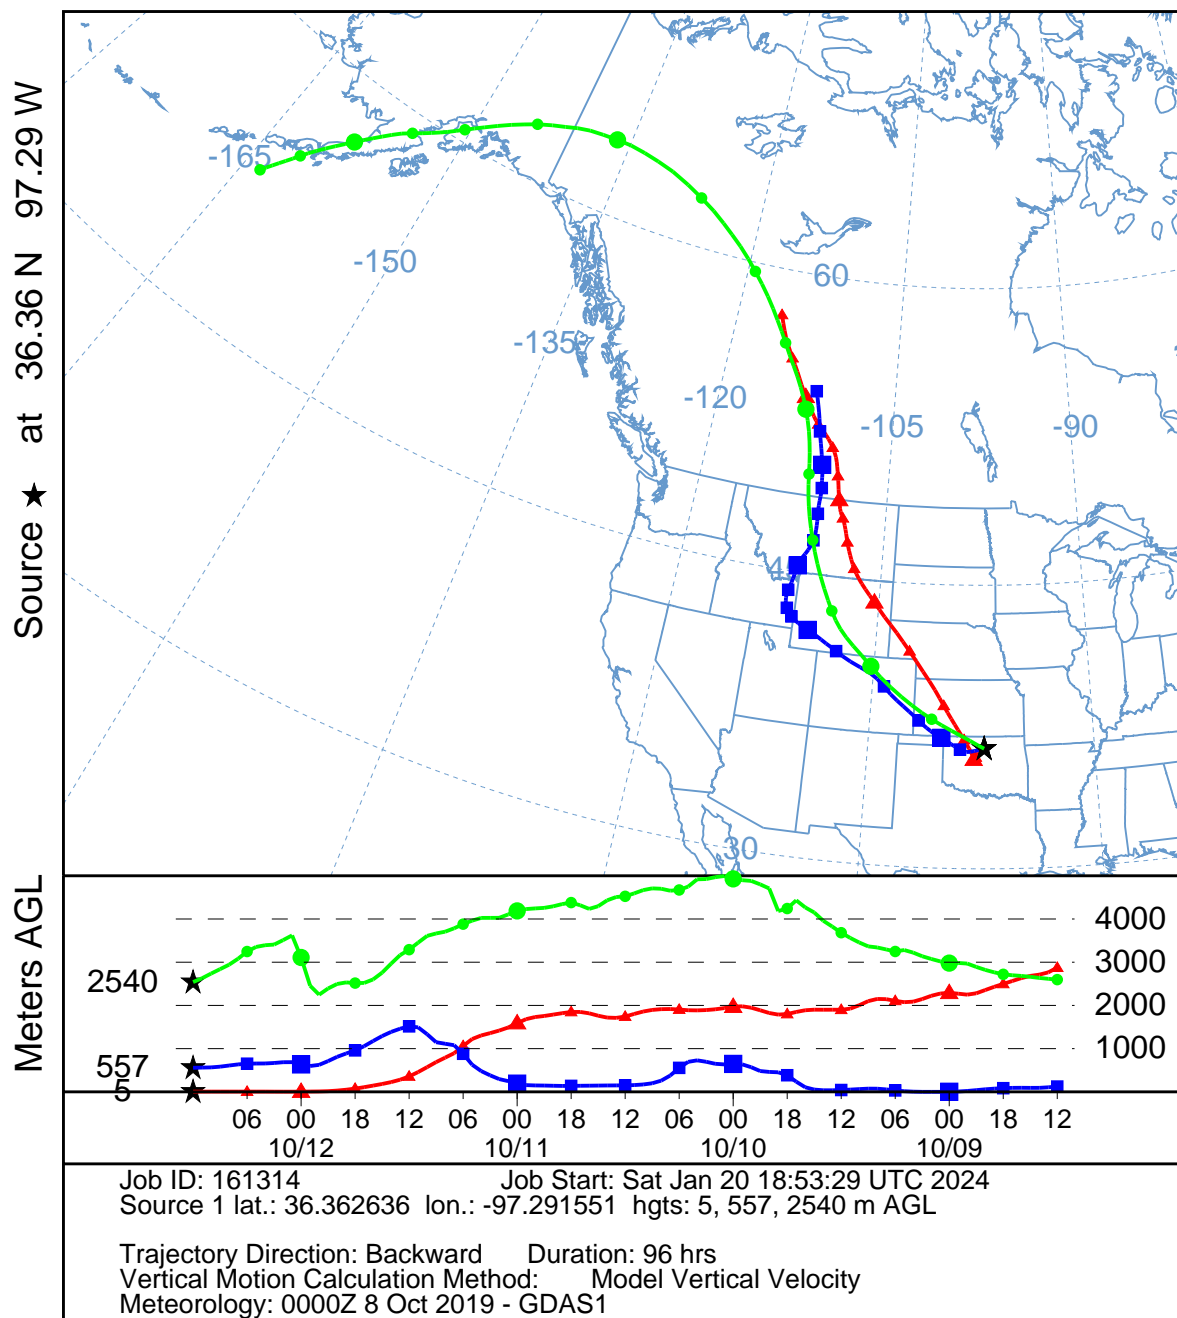 Source ★ at 36.36 N 97.29 W
-165
-150
60
-135
-120
-105
-90
45
30
Meters AGL
4000
3000
2540
2000
1000
557
5
06 00 18 12 06 00 18 12 06 00 18 12 06 00 18 12
10/12 10/11 10/10 10/09
Job ID: 161314 Job Start: Sat Jan 20 18:53:29 UTC 2024
Source 1 lat.: 36.362636 lon.: -97.291551 hgts: 5, 557, 2540 m AGL
Trajectory Direction: Backward Duration: 96 hrs
Vertical Motion Calculation Method: Model Vertical Velocity
Meteorology: 0000Z 8 Oct 2019 - GDAS1